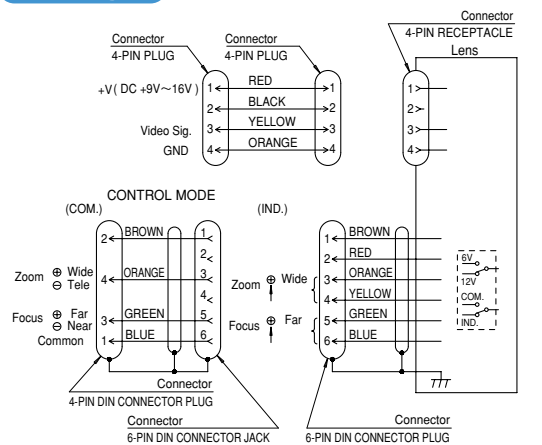 Connector
4-PIN PLUG
Connector
4-PIN PLUG
Connector
4-PIN RECEPTACLE
Lens
+V ( DC +9V～16V ) 1 RED 1 1
2 BLACK 2 2
Video Sig. 3 YELLOW 3 3
GND 4 ORANGE 4 4
CONTROL MODE
(COM.)
2 BROWN 1
2
Zoom ⊕ Wide
⊖ Tele
4 ORANGE 3
4
Focus ⊕ Far
⊖ Near
3 GREEN 5
Common 1 BLUE 6
Connector
4-PIN DIN CONNECTOR PLUG
Connector
6-PIN DIN CONNECTOR JACK
(IND.)
1 BROWN
2 RED
Zoom ⊕ Wide
3 ORANGE
4 YELLOW
Focus ⊕ Far
5 GREEN
6 BLUE
6V
12V
COM.
IND.
Connector
6-PIN DIN CONNECTOR PLUG